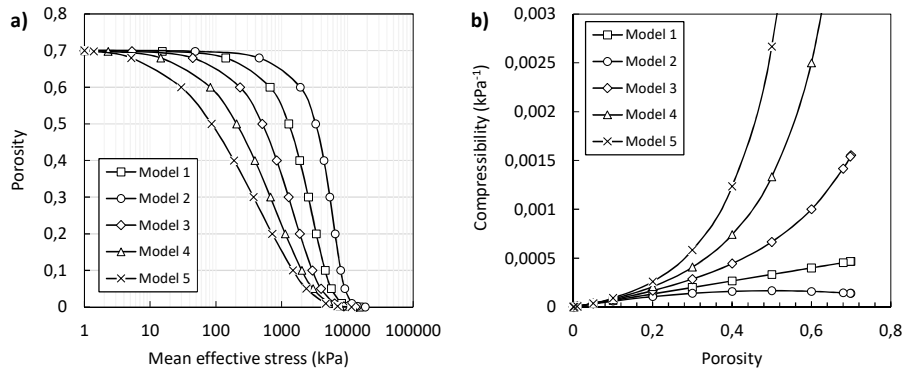 a)
Porosity
0,8
0,7
0,6
0,5
0,4
0,3
0,2
0,1
0
Model 1
Model 2
Model 3
Model 4
Model 5
1 10 100 1000 10000 100000
Mean effective stress (kPa)
b)
Compressibility (kPa-1)
0,003
0,0025
0,002
0,0015
0,001
0,0005
0
Model 1
Model 2
Model 3
Model 4
Model 5
0 0,2 0,4 0,6 0,8
Porosity